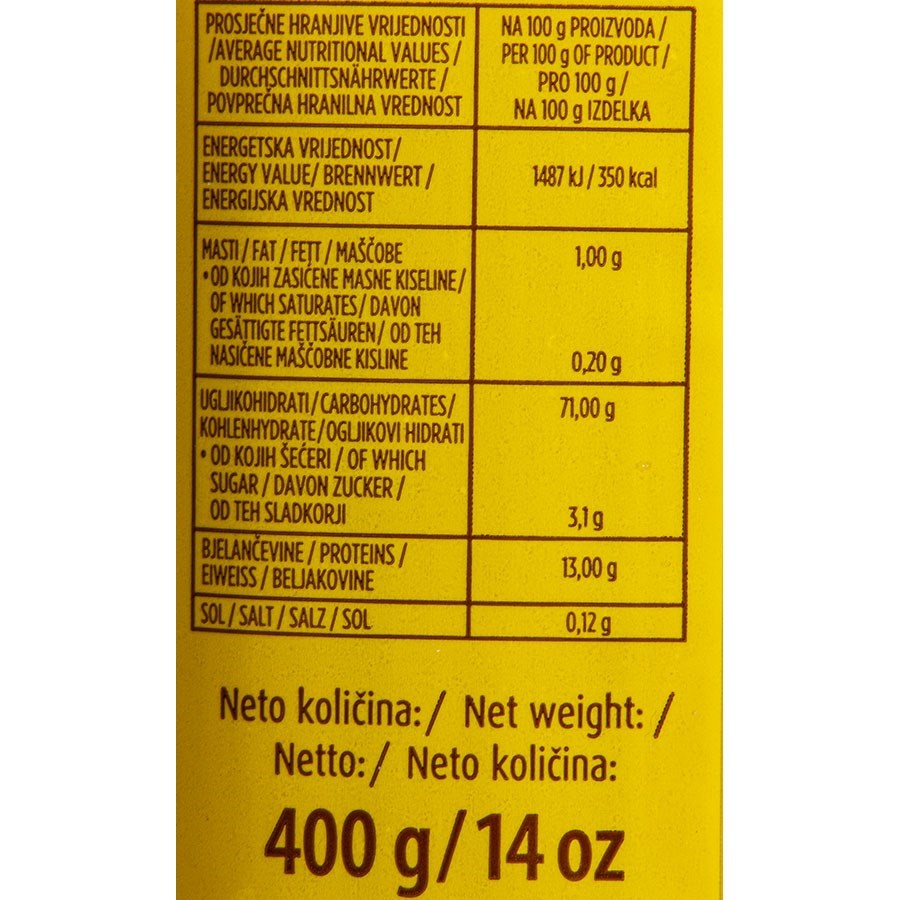 PROSJEČNE HRANJIVE VRIJEDNOSTI
/AVERAGE NUTRITIONAL VALUES /
DURCHSCHNITTSNÄHRWERTE /
POVPREČNA HRANILNA VREDNOST
NA 100 g PROIZVODA /
PER 100 g OF PRODUCT /
PRO 100 g /
NA 100 g IZDELKA
ENERGETSKA VRIJEDNOST/
ENERGY VALUE/ BRENNWERT /
ENERGIJSKA VREDNOST
1487 kJ / 350 kcal
MASTI / FAT / FETT / MAŠČOBE
1,00 g
• OD KOJIH ZASIĆENE MASNE KISELINE/
OF WHICH SATURATES/ DAVON
GESÄTTIGTE FETTSÄUREN/ OD TEH
NASIČENE MAŠČOBNE KISLINE
0,20 g
UGLJIKOHIDRATI/CARBOHYDRATES/
KOHLENHYDRATE/OGLJIKOVI HIDRATI
71,00 g
• OD KOJIH ŠEĆERI / OF WHICH
SUGAR / DAVON ZUCKER /
OD TEH SLADKORJI
3,1 g
BJELANČEVINE / PROTEINS /
EIWEISS / BELJAKOVINE
13,00 g
SOL / SALT / SALZ / SOL
0,12 g
Neto količina: / Net weight: /
Netto: / Neto količina:
400 g/14 oz